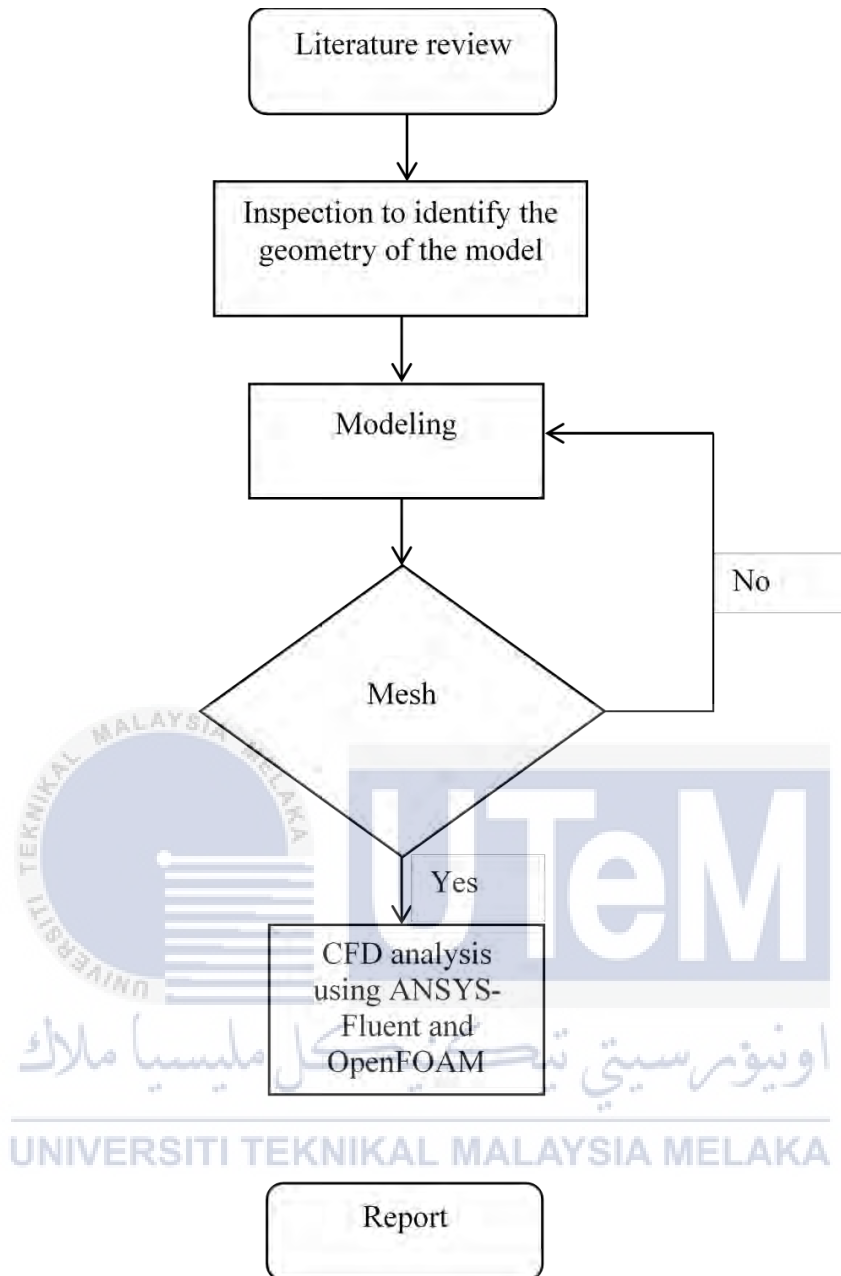 Literature review
Inspection to identify the
geometry of the model
Modeling
No
Mesh
UNIVERSITI TEKNIKAL MALAYSIA MELAKA
UTeM
Yes
CFD analysis
using ANSYS-
Fluent and
OpenFOAM
اونيۏرسيتي تيكنيكل مليسيا ملاك
UNIVERSITI TEKNIKAL MALAYSIA MELAKA
Report